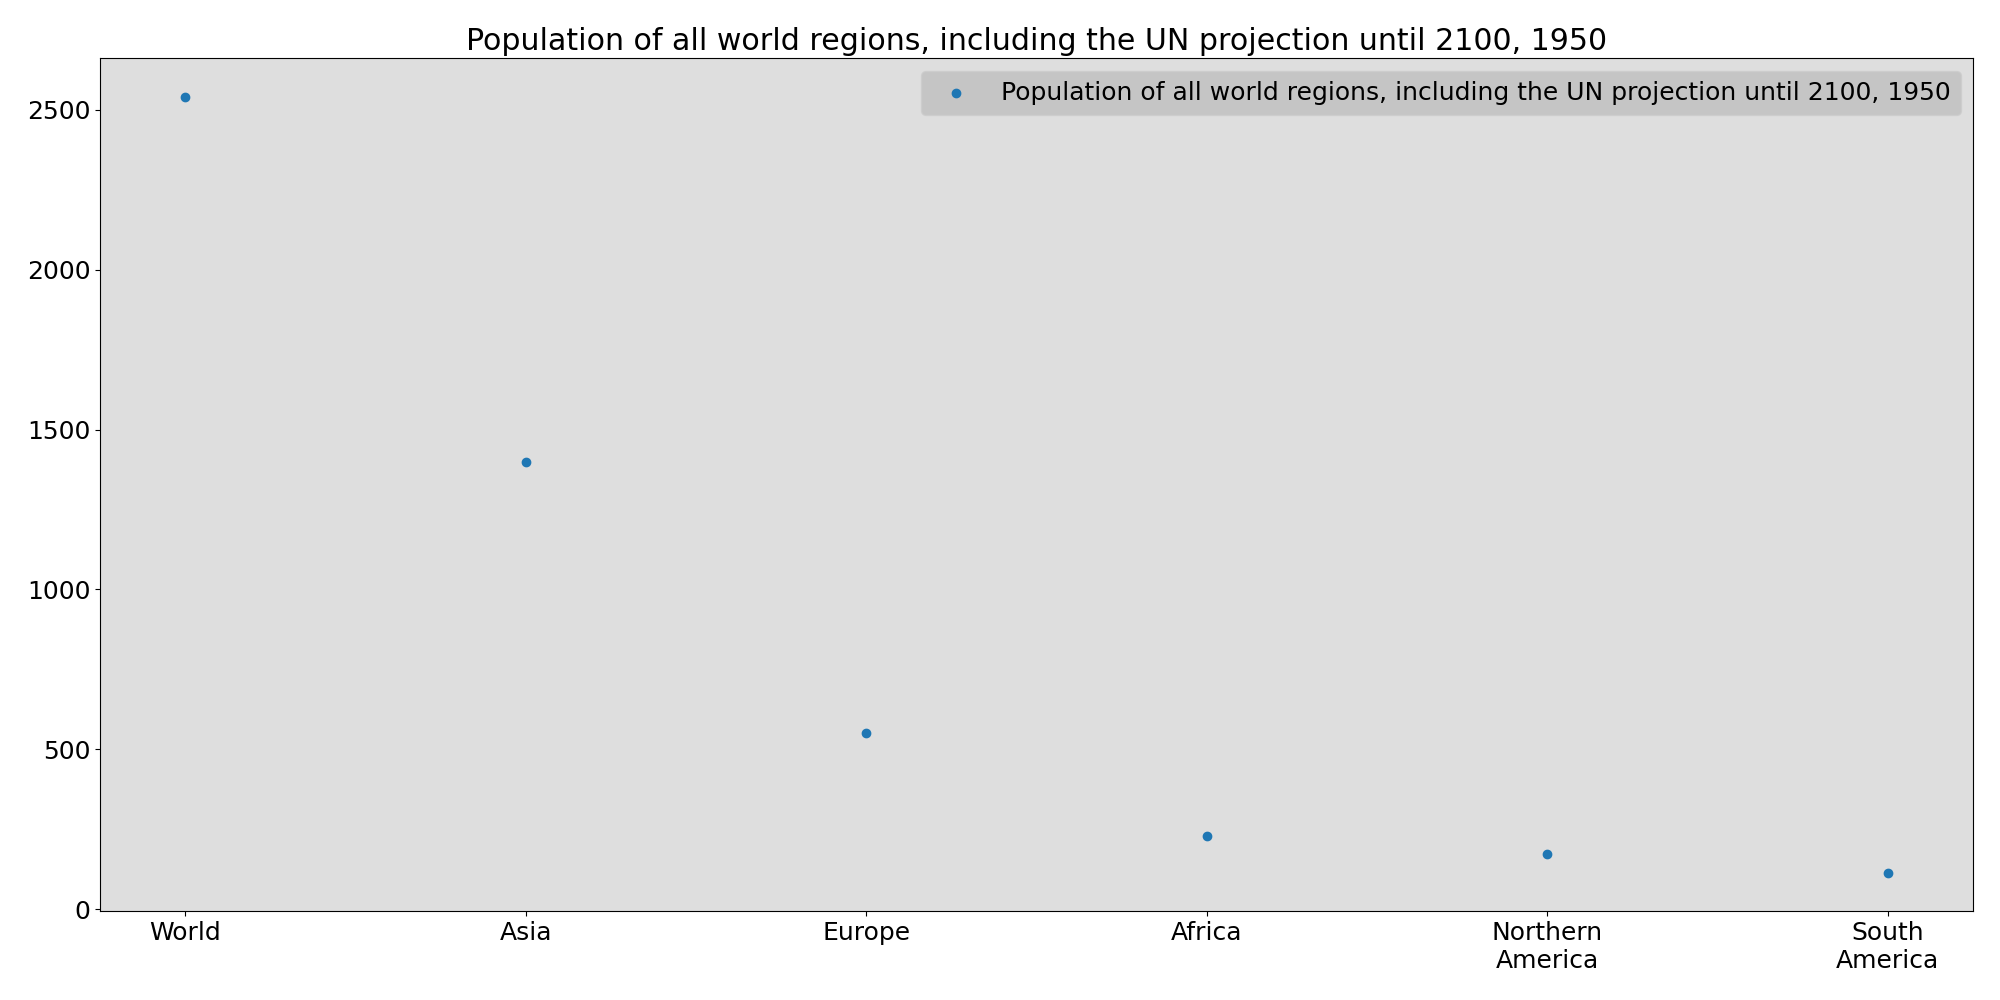 Population of all world regions, including the UN projection until 2100, 1950
Population of all world regions, including the UN projection until 2100, 1950
2500
2000
1500
1000
500
0
World
Asia
Europe
Africa
Northern
America
South
America